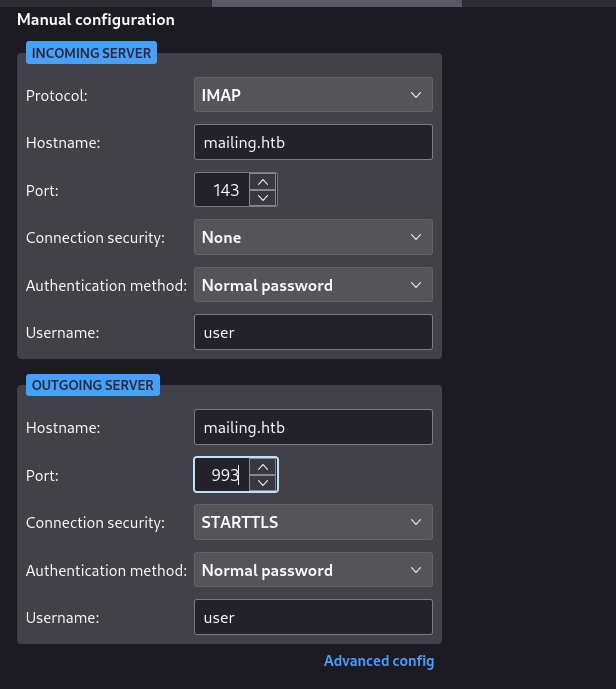 Manual configuration
INCOMING SERVER
Protocol: IMAP
Hostname: mailing.htb
Port: 143
Connection security: None
Authentication method: Normal password
Username: user
OUTGOING SERVER
Hostname: mailing.htb
Port: 993
Connection security: STARTTLS
Authentication method: Normal password
Username: user
Advanced config